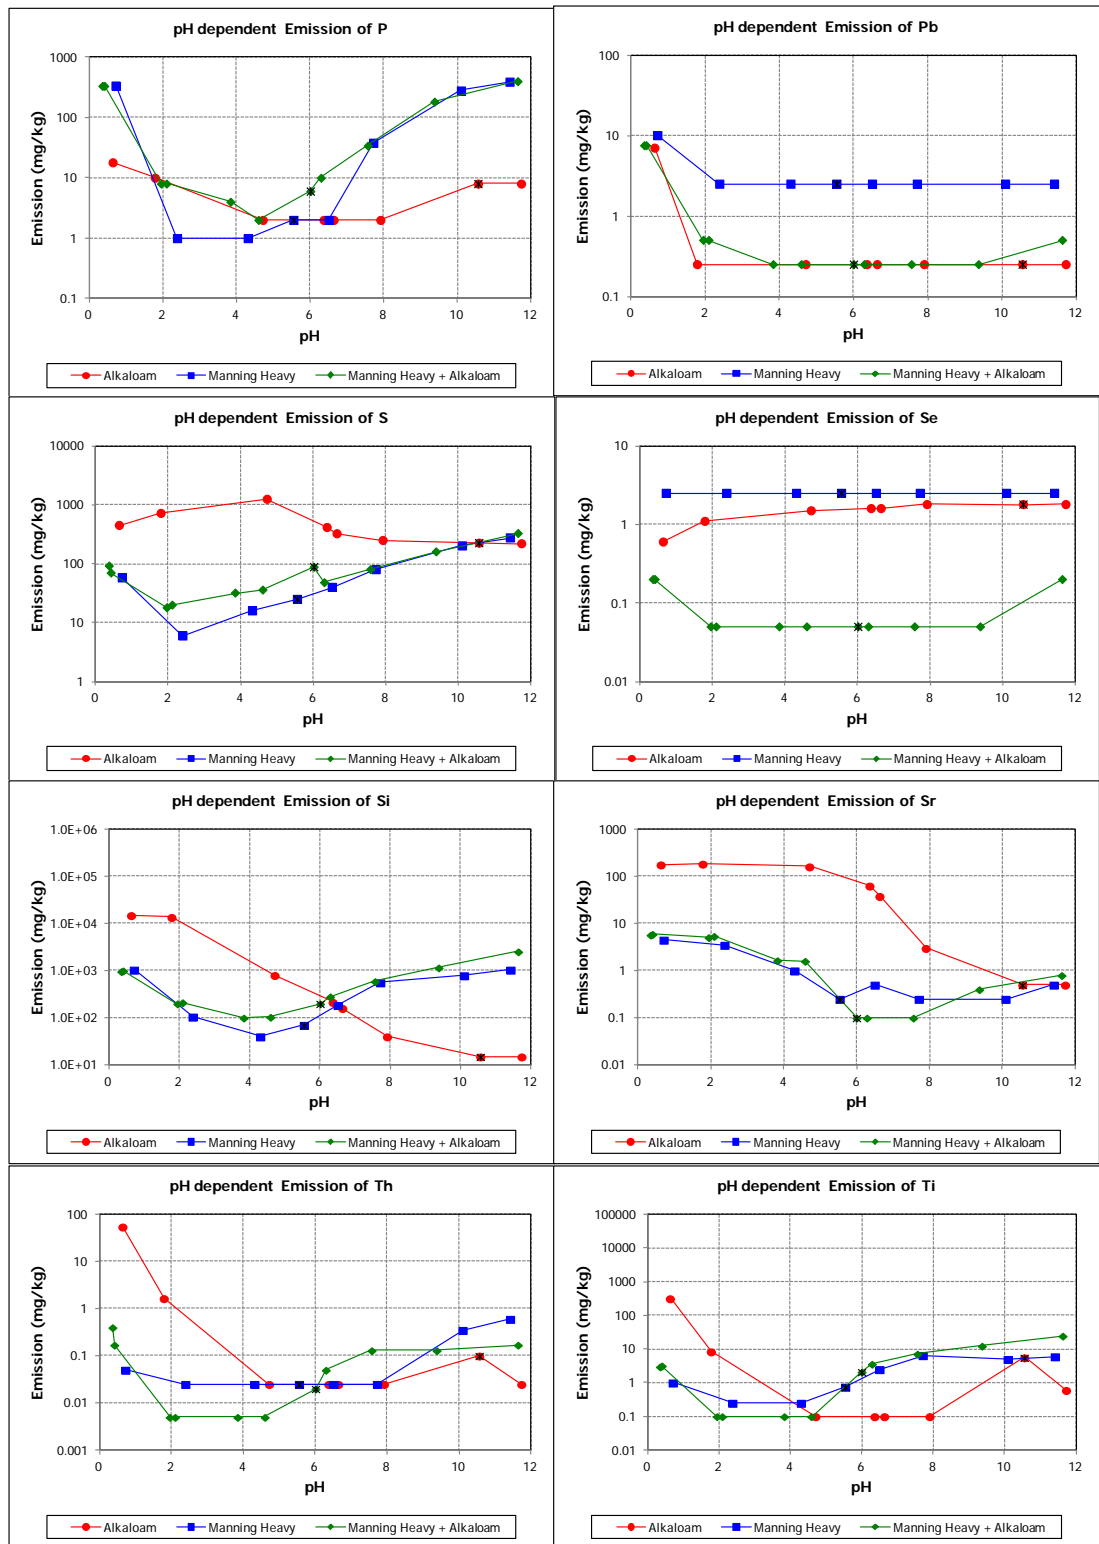 pH dependent Emission of P
Emission (mg/kg)
1000
100
10
1
0.1
0 2 4 6 8 10 12
pH
Alkaloam Manning Heavy Manning Heavy + Alkaloam
pH dependent Emission of Pb
Emission (mg/kg)
100
10
1
0.1
0 2 4 6 8 10 12
pH
Alkaloam Manning Heavy Manning Heavy + Alkaloam
pH dependent Emission of S
Emission (mg/kg)
10000
1000
100
10
1
0 2 4 6 8 10 12
pH
Alkaloam Manning Heavy Manning Heavy + Alkaloam
pH dependent Emission of Se
Emission (mg/kg)
10
1
0.1
0.01
0 2 4 6 8 10 12
pH
Alkaloam Manning Heavy Manning Heavy + Alkaloam
pH dependent Emission of Si
Emission (mg/kg)
1.0E+06
1.0E+05
1.0E+04
1.0E+03
1.0E+02
1.0E+01
0 2 4 6 8 10 12
pH
Alkaloam Manning Heavy Manning Heavy + Alkaloam
pH dependent Emission of Sr
Emission (mg/kg)
1000
100
10
1
0.1
0.01
0 2 4 6 8 10 12
pH
Alkaloam Manning Heavy Manning Heavy + Alkaloam
pH dependent Emission of Th
Emission (mg/kg)
100
10
1
0.1
0.01
0.001
0 2 4 6 8 10 12
pH
Alkaloam Manning Heavy Manning Heavy + Alkaloam
pH dependent Emission of Ti
Emission (mg/kg)
100000
10000
1000
100
10
1
0.1
0.01
0 2 4 6 8 10 12
pH
Alkaloam Manning Heavy Manning Heavy + Alkaloam